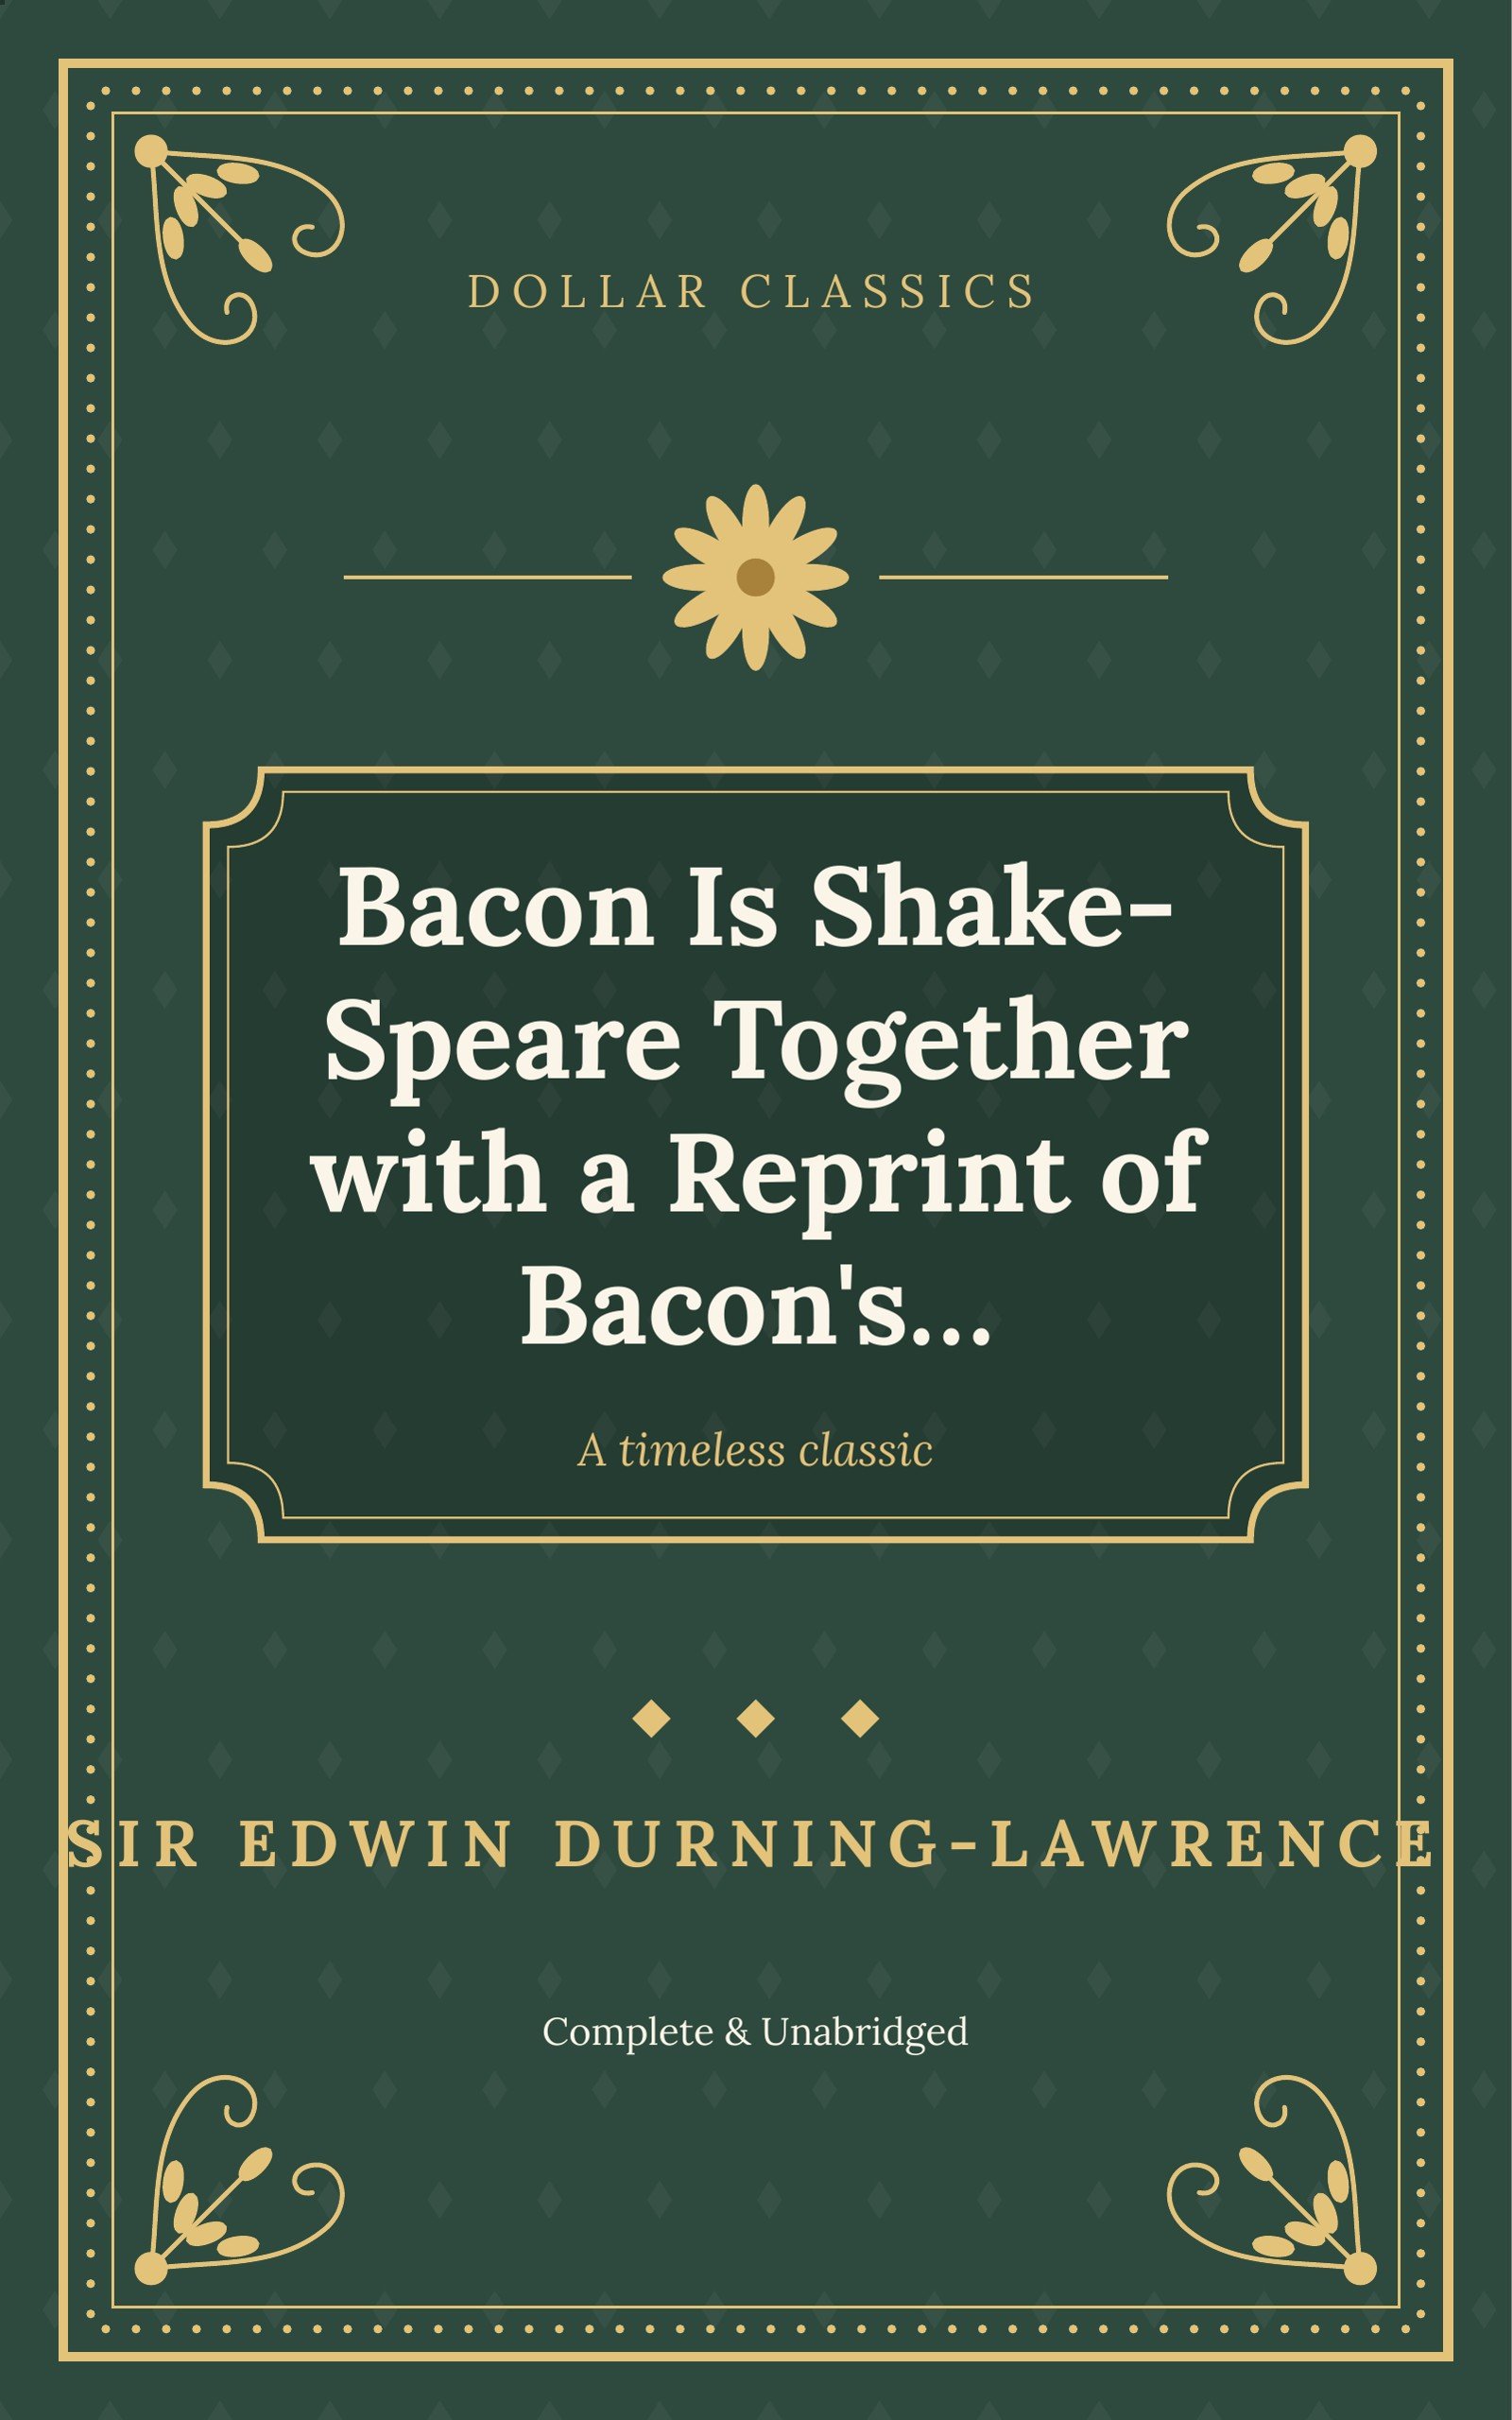 DOLLAR CLASSICS
Bacon Is Shake-
Speare Together
with a Reprint of
Bacon's...
A timeless classic
SIR EDWIN DURNING-LAWRENCE
Complete & Unabridged